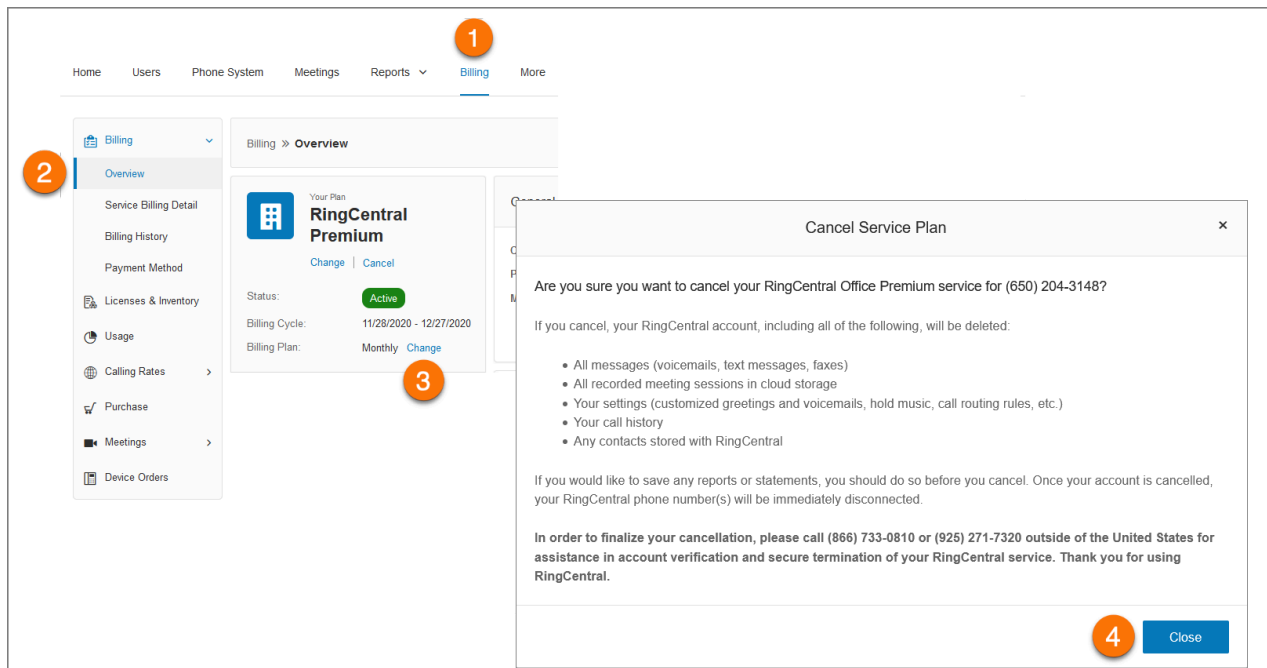 1
Home Users Phone System Meetings Reports Billing More
Billing
2
Overview
Service Billing Detail
Billing History
Payment Method
Licenses & Inventory
Usage
Calling Rates
Purchase
Meetings
Device Orders
Billing » Overview
Your Plan
RingCentral
Premium
Change | Cancel
Status: Active
Billing Cycle: 11/28/2020 - 12/27/2020
Billing Plan: Monthly Change
3
Cancel Service Plan ×
Are you sure you want to cancel your RingCentral Office Premium service for (650) 204-3148?
If you cancel, your RingCentral account, including all of the following, will be deleted:
• All messages (voicemails, text messages, faxes)
• All recorded meeting sessions in cloud storage
• Your settings (customized greetings and voicemails, hold music, call routing rules, etc.)
• Your call history
• Any contacts stored with RingCentral
If you would like to save any reports or statements, you should do so before you cancel. Once your account is cancelled,
your RingCentral phone number(s) will be immediately disconnected.
In order to finalize your cancellation, please call (866) 733-0810 or (925) 271-7320 outside of the United States for
assistance in account verification and secure termination of your RingCentral service. Thank you for using
RingCentral.
4
Close